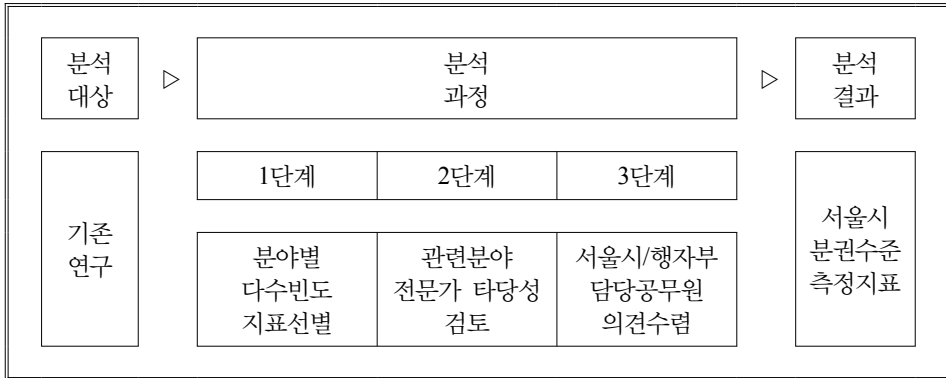 분석
대상
▷
분석
과정
▷
분석
결과
기존
연구
1단계
2단계
3단계
분야별
다수빈도
지표선별
관련분야
전문가 타당성
검토
서울시/행자부
담당공무원
의견수렴
서울시
분권수준
측정지표